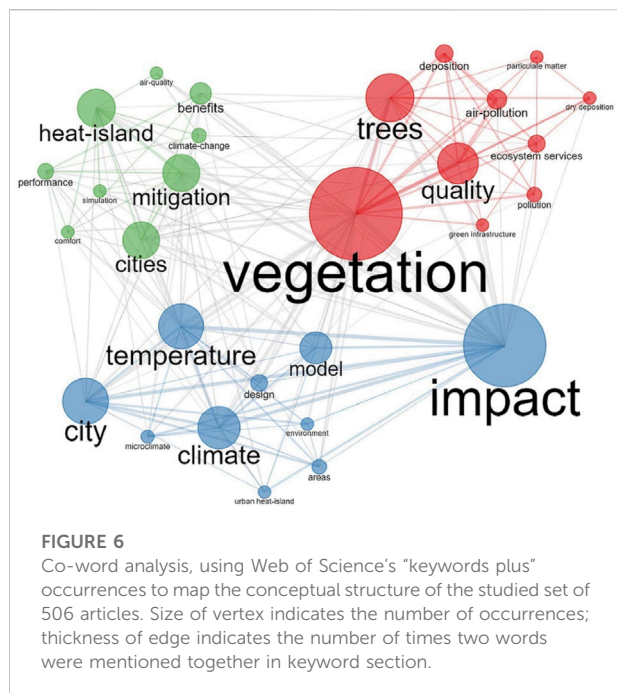 air-quality
deposition
particulate matter
benefits
heat-island
trees
air-pollution
dry deposition
climate-change
ecosystem services
performance
mitigation
quality
simulation
pollution
comfort
cities
green infrastructure
vegetation
temperature
model
impact
design
city
environment
microclimate
climate
areas
urban heat-island
FIGURE 6
Co-word analysis, using Web of Science's "keywords plus"
occurrences to map the conceptual structure of the studied set of
506 articles. Size of vertex indicates the number of occurrences;
thickness of edge indicates the number of times two words
were mentioned together in keyword section.